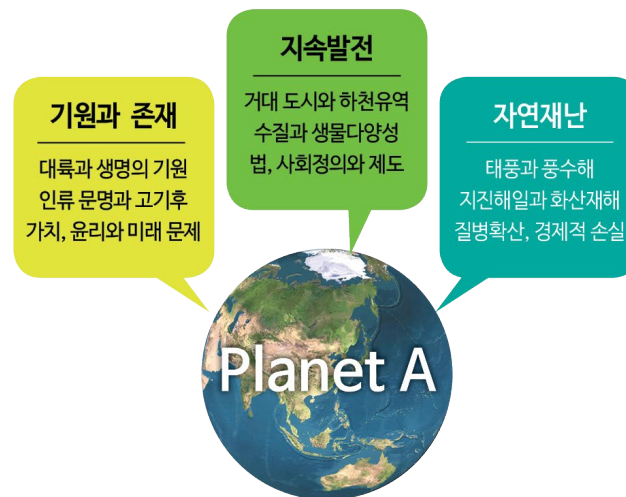 기원과 존재
대륙과 생명의 기원
인류 문명과 고기후
가치, 윤리와 미래 문제
지속발전
거대 도시와 하천유역
수질과 생물다양성
법, 사회정의와 제도
자연재난
태풍과 풍수해
지진해일과 화산재해
질병확산, 경제적 손실
Planet A